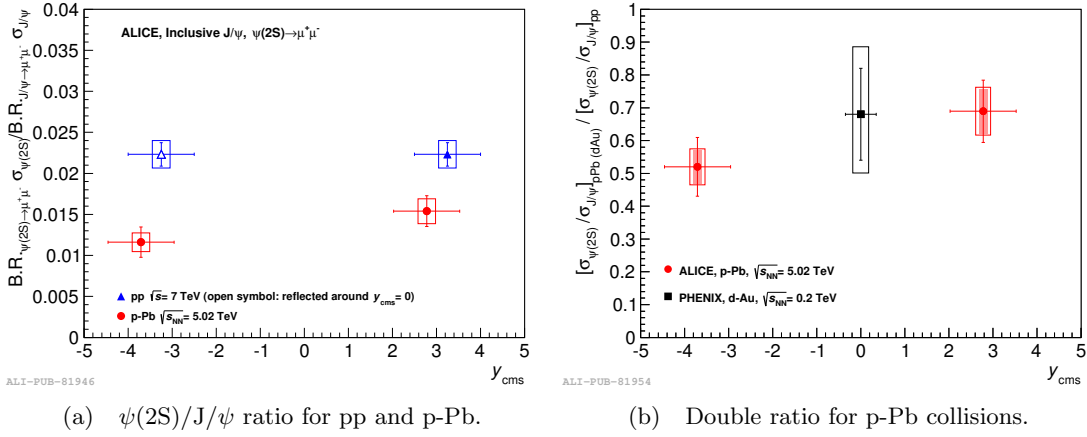 B.R.ψ(2S)→μ+μ- σψ(2S)/B.R.J/ψ→μ+μ- σJ/ψ
0.04
0.035
0.03
0.025
0.02
0.015
0.01
0.005
0
ALICE, Inclusive J/ψ, ψ(2S)→μ+μ-
pp √s= 7 TeV (open symbol: reflected around ycms= 0)
p-Pb √sNN= 5.02 TeV
-5 -4 -3 -2 -1 0 1 2 3 4 5
ycms
ALI-PUB-81946
(a) ψ(2S)/J/ψ ratio for pp and p-Pb.
[σψ(2S)/σJ/ψ]pPb (dAu) / [σψ(2S)/σJ/ψ]pp
1
0.9
0.8
0.7
0.6
0.5
0.4
0.3
0.2
0.1
0
ALICE, p-Pb, √sNN= 5.02 TeV
PHENIX, d-Au, √sNN= 0.2 TeV
-5 -4 -3 -2 -1 0 1 2 3 4 5
ycms
ALI-PUB-81954
(b) Double ratio for p-Pb collisions.